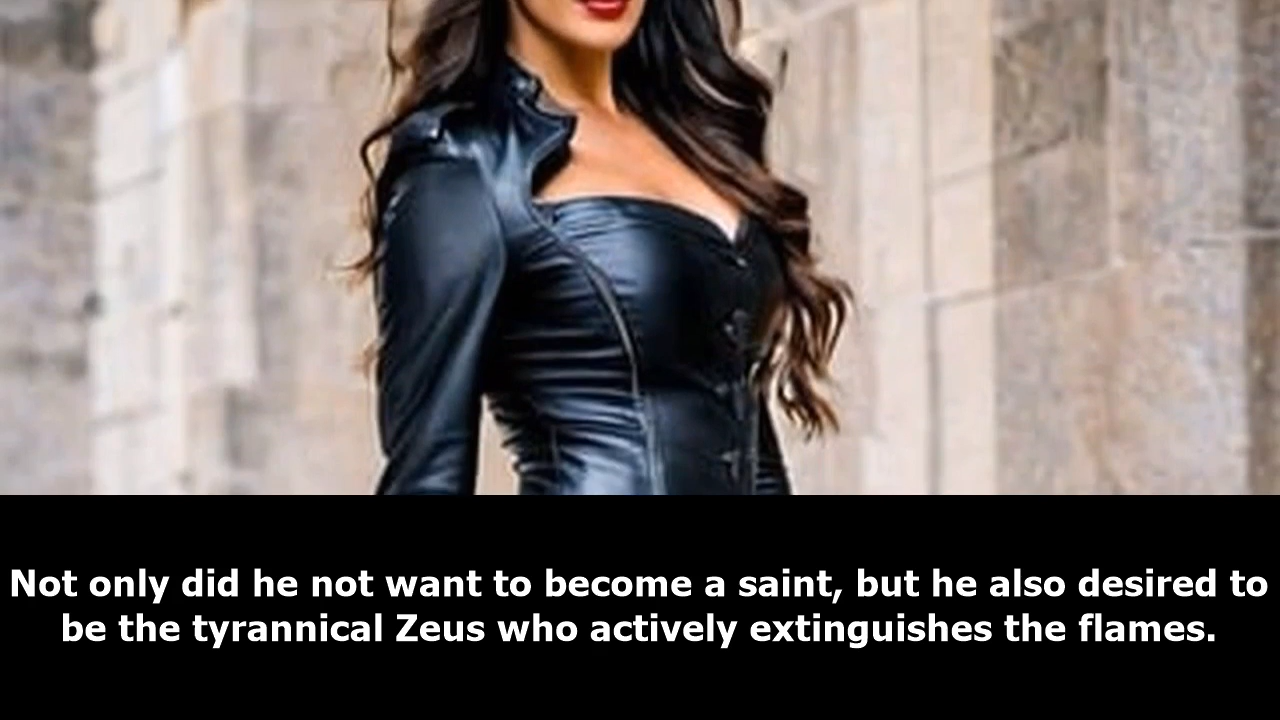 Not only did he not want to become a saint, but he also desired to
be the tyrannical Zeus who actively extinguishes the flames.